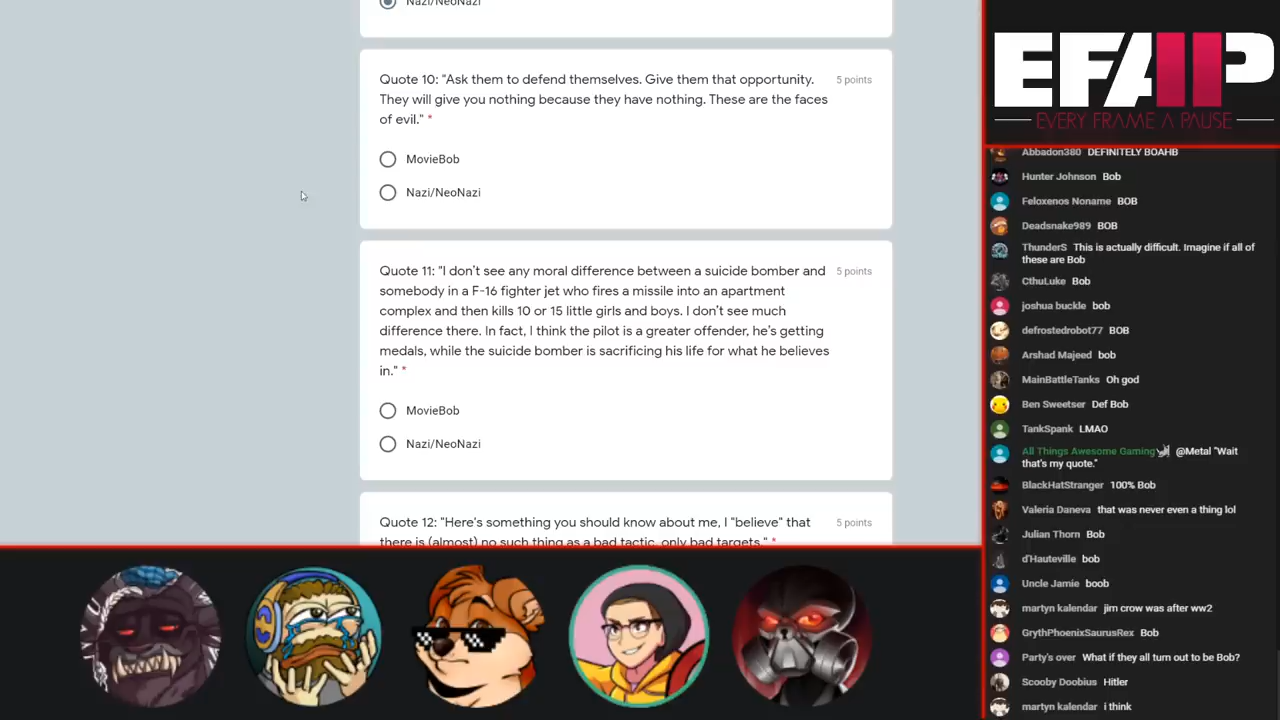 Nazi/NeoNazi
Quote 10: "Ask them to defend themselves. Give them that opportunity.
They will give you nothing because they have nothing. These are the faces
of evil." *
5 points
MovieBob
Nazi/NeoNazi
Quote 11: "I don't see any moral difference between a suicide bomber and
somebody in a F-16 fighter jet who fires a missile into an apartment
complex and then kills 10 or 15 little girls and boys. I don't see much
difference there. In fact, I think the pilot is a greater offender, he's getting
medals, while the suicide bomber is sacrificing his life for what he believes
in." *
5 points
MovieBob
Nazi/NeoNazi
Quote 12: "Here's something you should know about me, I "believe" that
there is (almost) no such thing as a bad tactic, only bad targets." *
5 points
EFAP
EVERY FRAME A PAUSE
Abbadon380 DEFINITELY BOAHB
Hunter Johnson Bob
Feloxenos Noname BOB
Deadsnake989 BOB
ThunderS This is actually difficult. Imagine if all of
these are Bob
CthuLuke Bob
joshua buckle bob
defrostedrobot77 BOB
Arshad Majeed bob
MainBattleTanks Oh god
Ben Sweetser Def Bob
TankSpank LMAO
All Things Awesome Gaming @Metal "Wait
that's my quote."
BlackHatStranger 100% Bob
Valeria Daneva that was never even a thing lol
Julian Thorn Bob
d'Hauteville bob
Uncle Jamie boob
martyn kalendar jim crow was after ww2
GrythPhoenixSaurusRex Bob
Party's over What if they all turn out to be Bob?
Scooby Doobius Hitler
martyn kalendar i think